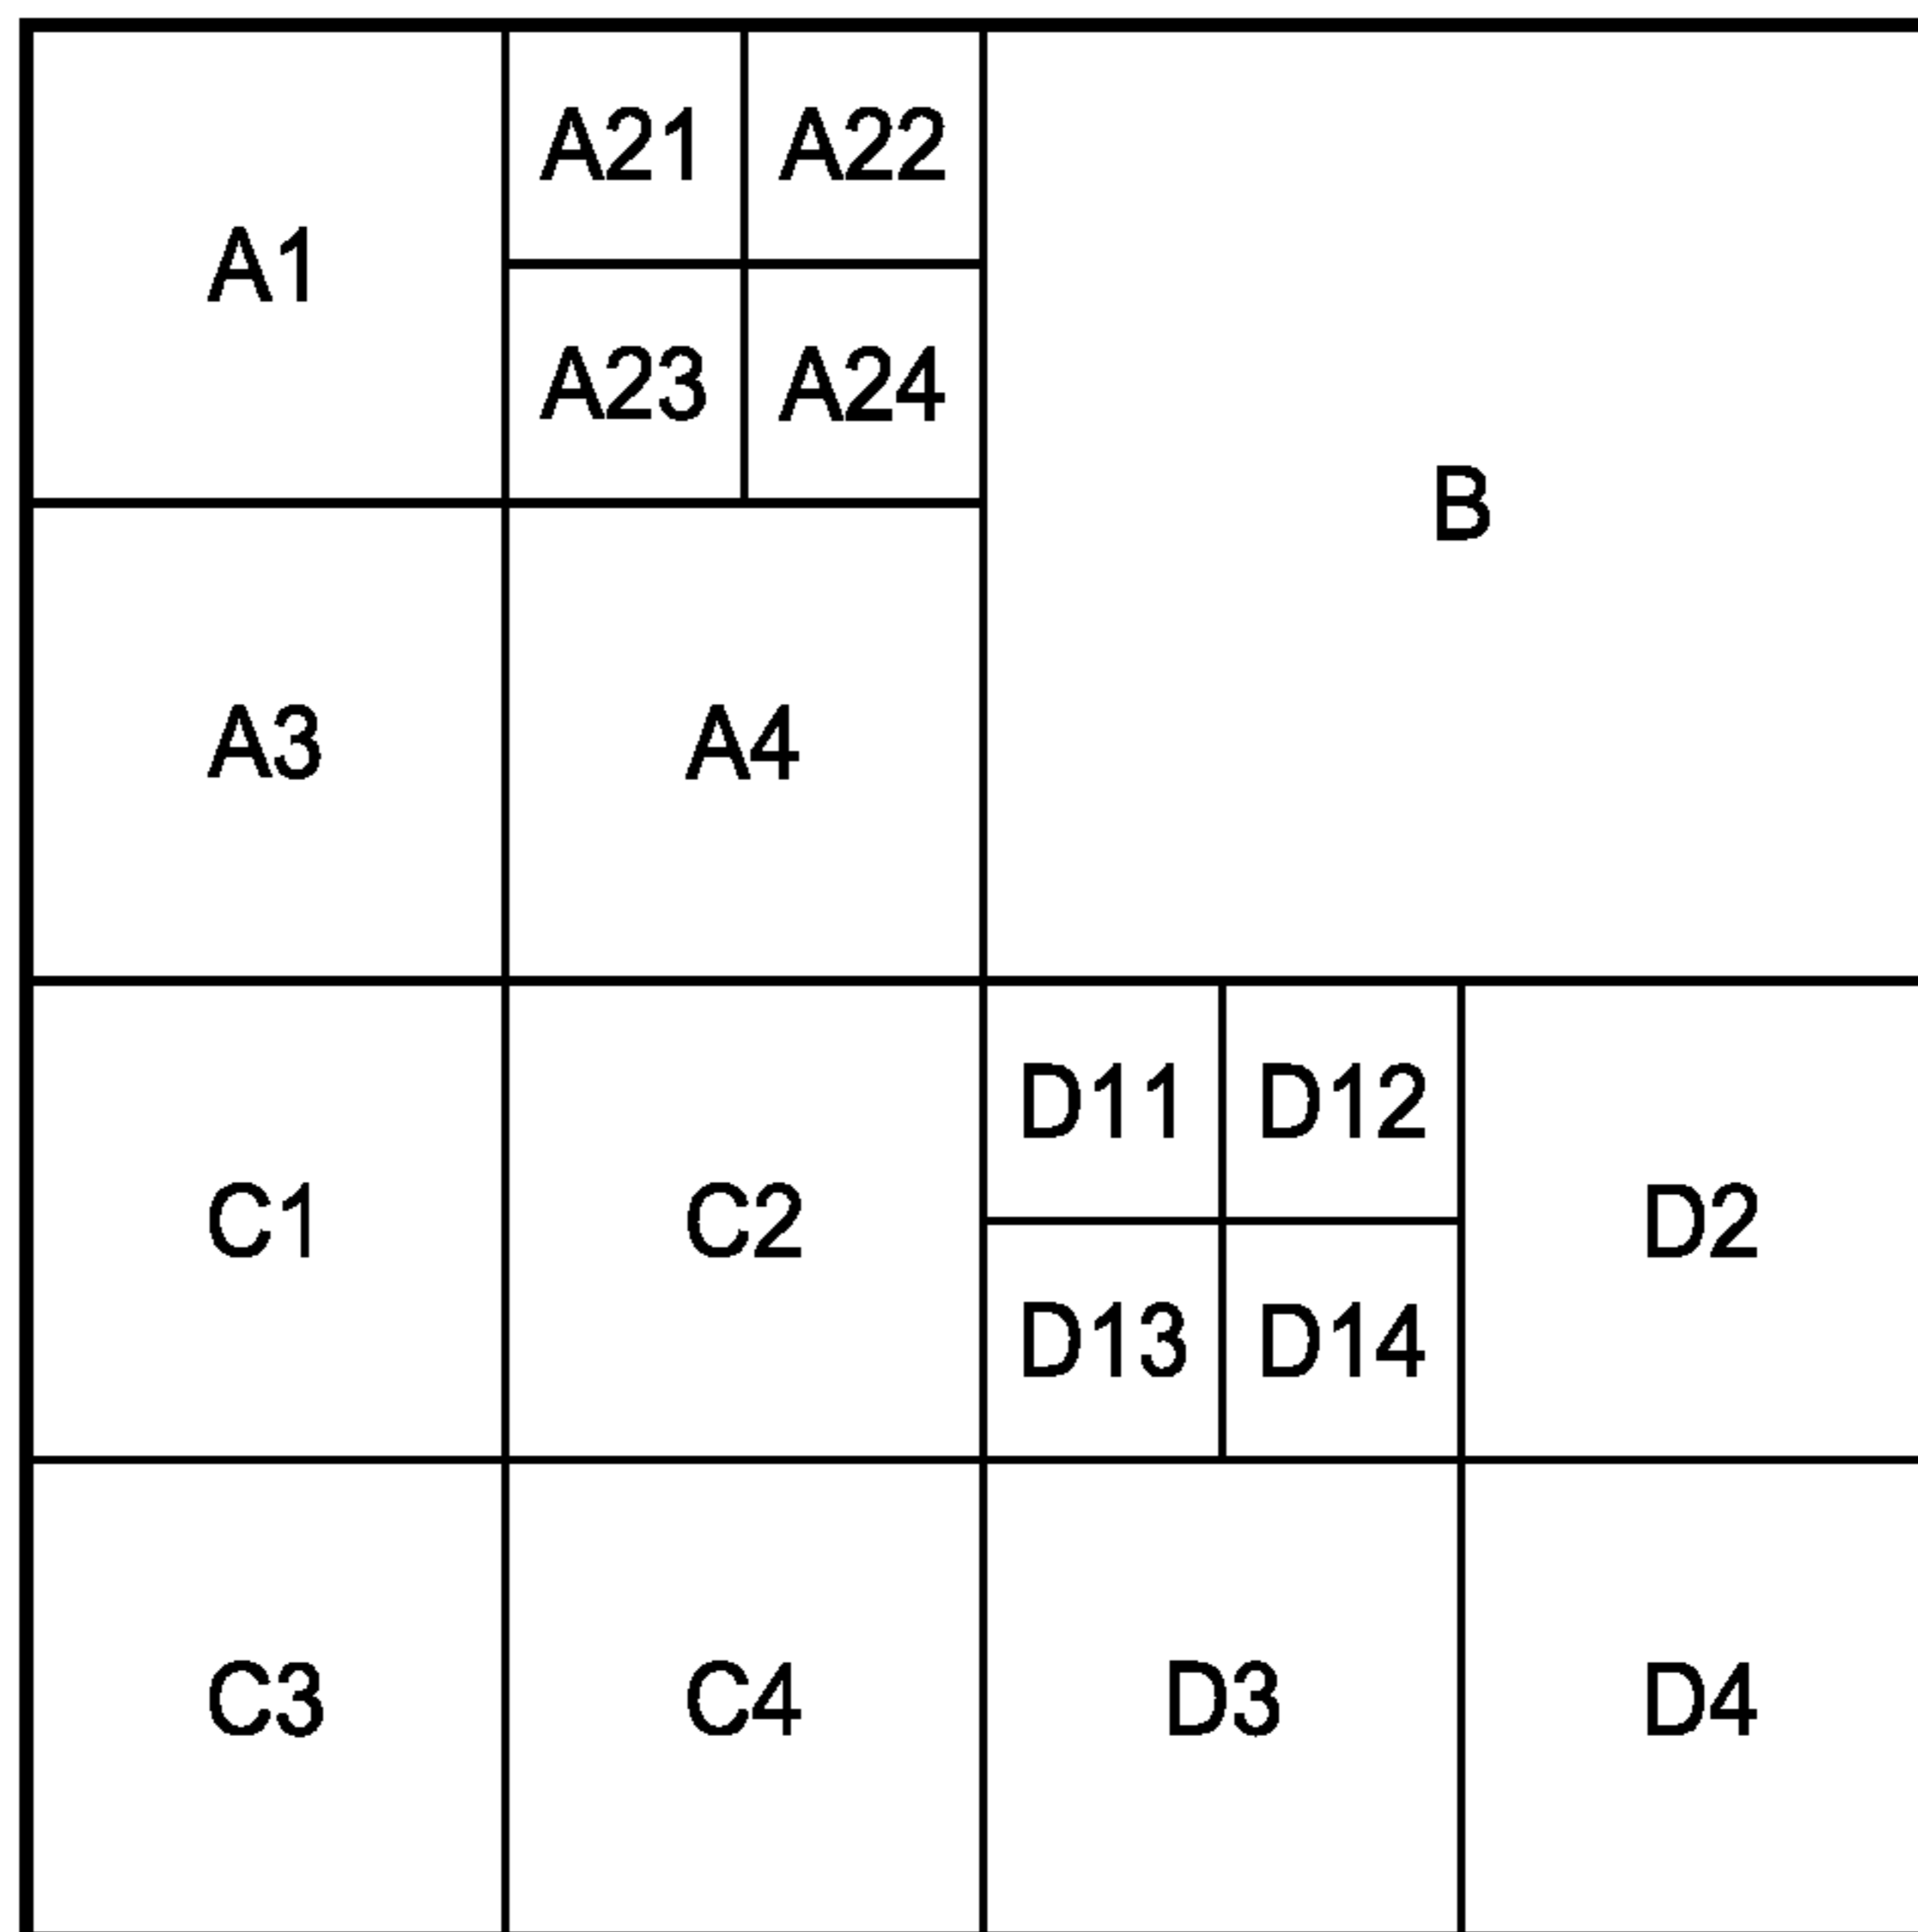 A21 A22
A1
A23 A24
B
A3 A4
D11 D12
C1 C2 D2
D13 D14
C3 C4 D3 D4